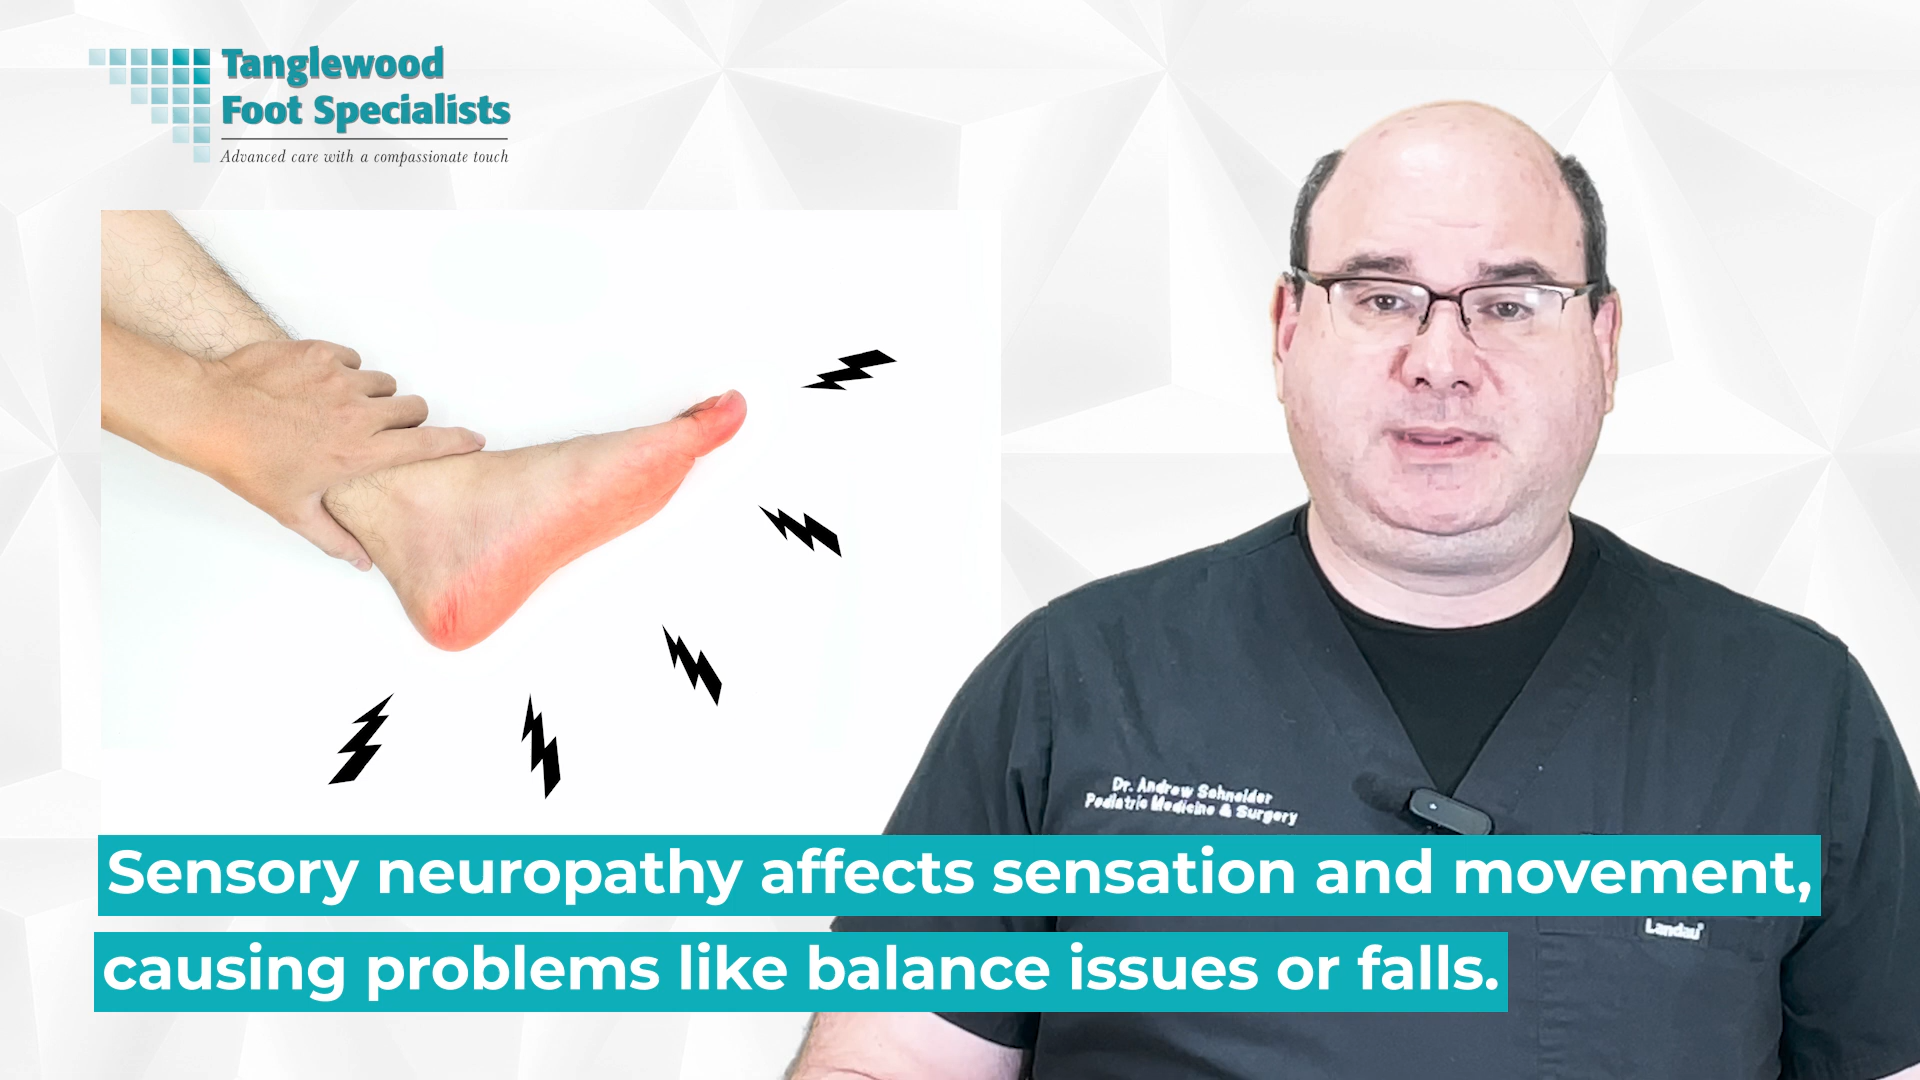 Tanglewood
Foot Specialists
Advanced care with a compassionate touch
Dr. Andrew Schneider
Podiatric Medicine & Surgery
Sensory neuropathy affects sensation and movement,
Landau
causing problems like balance issues or falls.